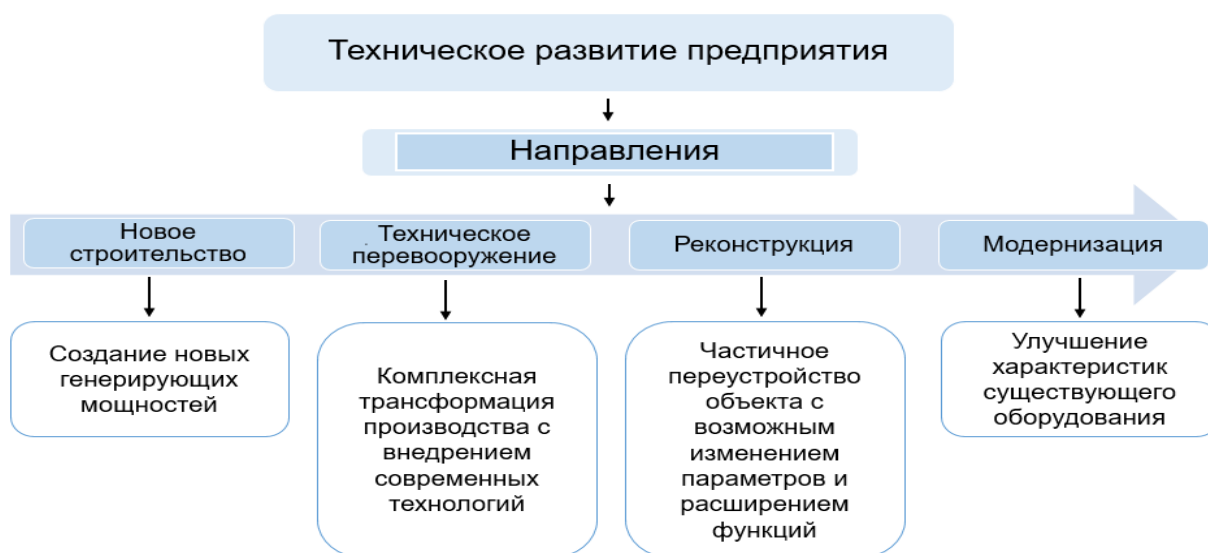 Техническое развитие предприятия
Направления
Новое
строительство
Техническое
перевооружение
Реконструкция
Модернизация
Создание новых
генерирующих
мощностей
Комплексная
трансформация
производства с
внедрением
современных
технологий
Частичное
переустройство
объекта с
возможным
изменением
параметров и
расширением
функций
Улучшение
характеристик
существующего
оборудования